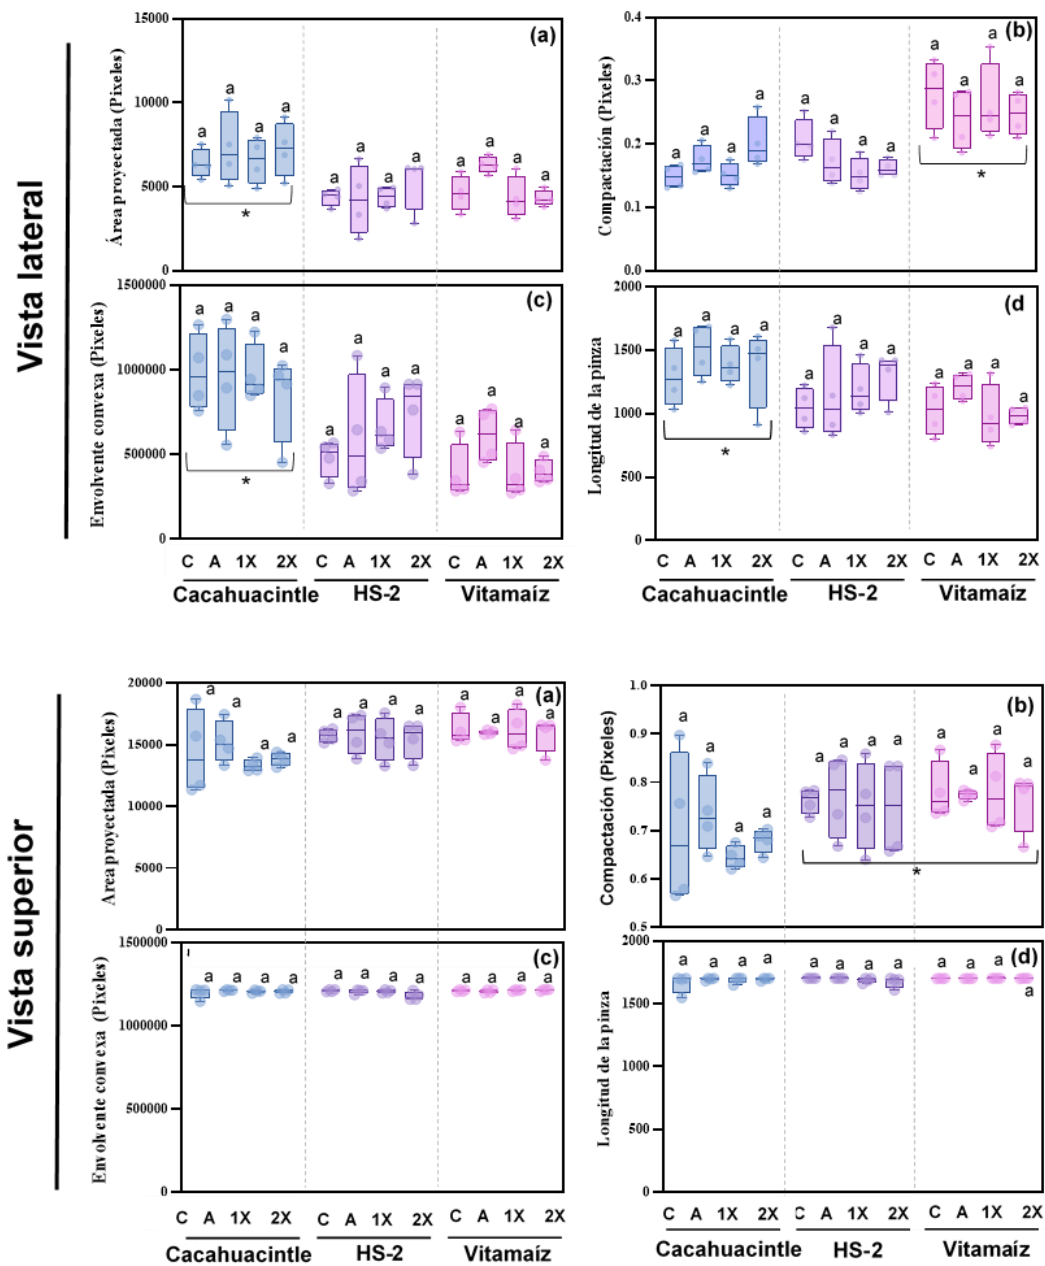 Vista lateral
Área proyectada (Pixeles)
15000
10000
5000
0
(a)
a a a a
*
a a a a
a a a a
Compactación (Pixeles)
0.4
0.3
0.2
0.1
0.0
(b)
a a a a
a a a a
a a a a
*
Envolvente convexa (Pixeles)
1500000
1000000
500000
0
(c)
a a a a
*
a a a a
a a a a
C A 1X 2X C A 1X 2X C A 1X 2X
Cacahuacintle HS-2 Vitamaíz
Longitud de la pinza
2000
1500
1000
500
0
(d
a a a a
*
a a a a
a a a a
C A 1X 2X C A 1X 2X C A 1X 2X
Cacahuacintle HS-2 Vitamaíz
Vista superior
Area proyectada (Pixeles)
20000
15000
10000
5000
0
(a)
a a a a
a a a a
a a a a
Compactación (Pixeles)
1.0
0.9
0.8
0.7
0.6
0.5
(b)
a a a a
a a a a
a a a a
*
Envolvente convexa (Pixeles)
1500000
1000000
500000
0
(c)
a a a a
a a a a
a a a a
C A 1X 2X C A 1X 2X C A 1X 2X
Cacahuacintle HS-2 Vitamaíz
Longitud de la pinza
2000
1500
1000
500
0
(d)
a a a a
a a a a
a a a
a
C A 1X 2X C A 1X 2X C A 1X 2X
Cacahuacintle HS-2 Vitamaíz